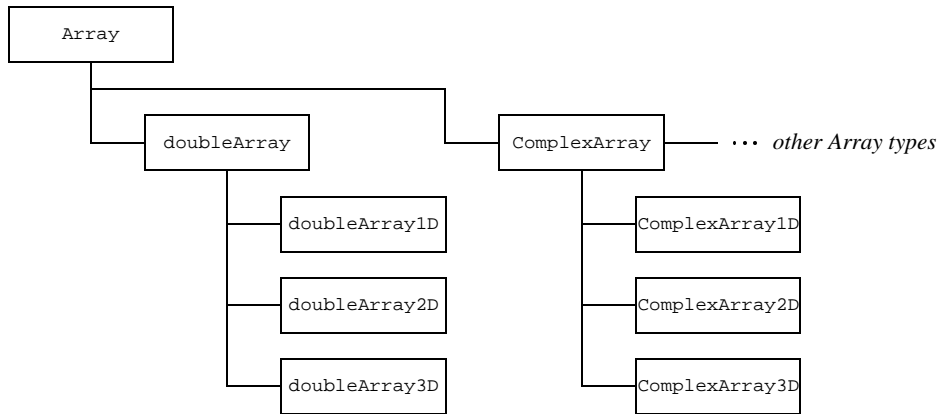 Array
doubleArray
ComplexArray
··· other Array types
doubleArray1D
ComplexArray1D
doubleArray2D
ComplexArray2D
doubleArray3D
ComplexArray3D